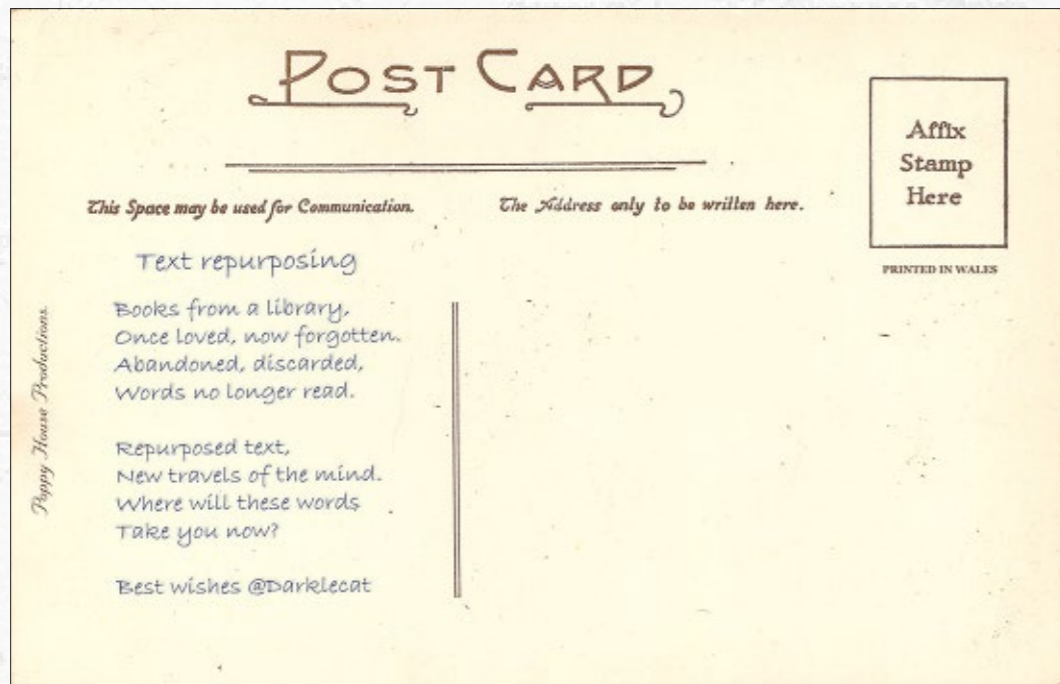 POST CARD
Affix
Stamp
Here
This Space may be used for Communication.
The Address only to be written here.
PRINTED IN WALES
Text repurposing
Books from a library,
Once loved, now forgotten.
Abandoned, discarded,
Words no longer read.
Repurposed text,
New travels of the mind.
Where will these words
Take you now?
Best wishes @Darklecat
Poppy House Productions.